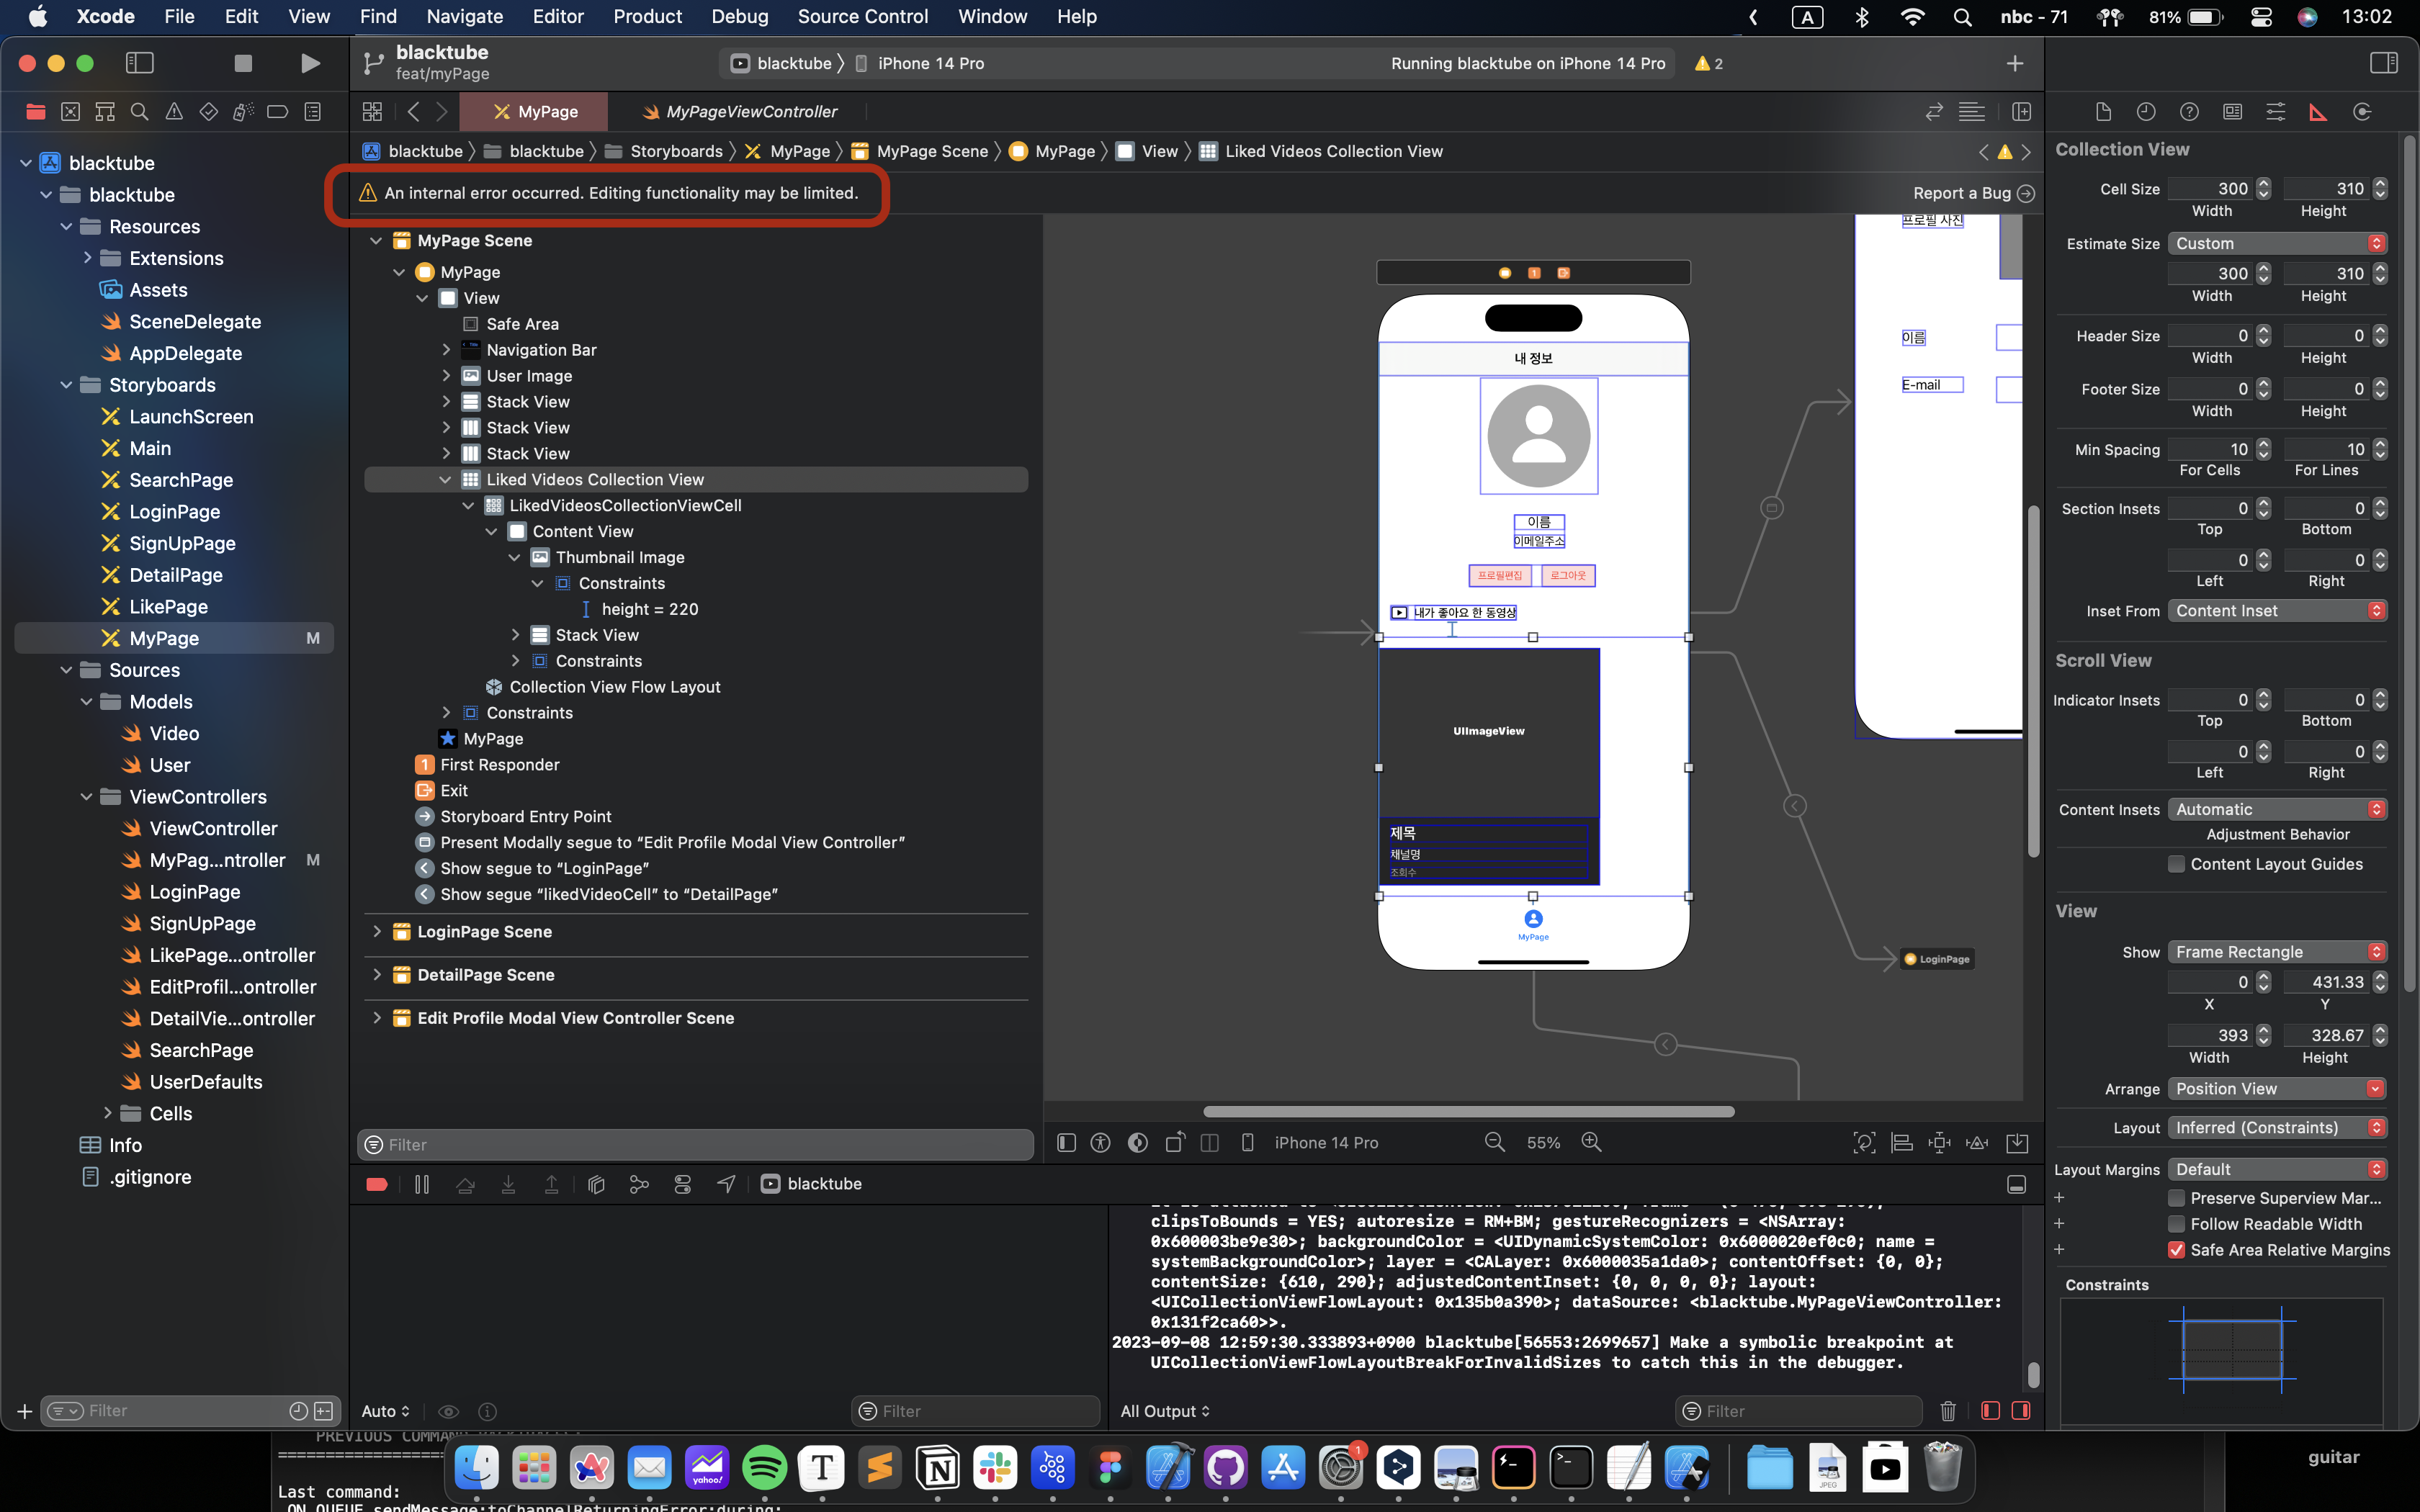 Xcode File Edit View Find Navigate Editor Product Debug Source Control Window Help
A nbc - 71 81% 13:02
blacktube
feat/myPage
blacktube iPhone 14 Pro
Running blacktube on iPhone 14 Pro 2
MyPage MyPageViewController
blacktube blacktube Storyboards MyPage MyPage Scene MyPage View Liked Videos Collection View
An internal error occurred. Editing functionality may be limited.
Report a Bug
blacktube
blacktube
Resources
Extensions
Assets
SceneDelegate
AppDelegate
Storyboards
LaunchScreen
Main
SearchPage
LoginPage
SignUpPage
DetailPage
LikePage
MyPage M
Sources
Models
Video
User
ViewControllers
ViewController
MyPag...ntroller M
LoginPage
SignUpPage
LikePage...ontroller
EditProfil...ontroller
DetailVie...ontroller
SearchPage
UserDefaults
Cells
Info
.gitignore
Filter
MyPage Scene
MyPage
View
Safe Area
Navigation Bar
User Image
Stack View
Stack View
Stack View
Liked Videos Collection View
LikedVideosCollectionViewCell
Content View
Thumbnail Image
Constraints
height = 220
Stack View
Constraints
Collection View Flow Layout
Constraints
MyPage
First Responder
Exit
Storyboard Entry Point
Present Modally segue to “Edit Profile Modal View Controller”
Show segue to “LoginPage”
Show segue “likedVideoCell” to “DetailPage”
LoginPage Scene
DetailPage Scene
Edit Profile Modal View Controller Scene
Filter
내 정보
이름
이메일주소
프로필편집 로그아웃
내가 좋아요 한 동영상
UIImageView
제목
채널명
조회수
MyPage
프로필 사진
이름
E-mail
LoginPage
iPhone 14 Pro 55%
blacktube
clipsToBounds = YES; autoresize = RM+BM; gestureRecognizers = <NSArray:
0x600003be9e30>; backgroundColor = <UIDynamicSystemColor: 0x6000020ef0c0; name =
systemBackgroundColor>; layer = <CALayer: 0x6000035a1da0>; contentOffset: {0, 0};
contentSize: {610, 290}; adjustedContentInset: {0, 0, 0, 0}; layout:
<UICollectionViewFlowLayout: 0x135b0a390>; dataSource: <blacktube.MyPageViewController:
0x131f2ca60>>.
2023-09-08 12:59:30.333893+0900 blacktube[56553:2699657] Make a symbolic breakpoint at
UICollectionViewFlowLayoutBreakForInvalidSizes to catch this in the debugger.
Auto Filter
All Output Filter
Collection View
Cell Size 300 310
Width Height
Estimate Size Custom
300 310
Width Height
Header Size 0 0
Width Height
Footer Size 0 0
Width Height
Min Spacing 10 10
For Cells For Lines
Section Insets 0 0
Top Bottom
0 0
Left Right
Inset From Content Inset
Scroll View
Indicator Insets 0 0
Top Bottom
0 0
Left Right
Content Insets Automatic
Adjustment Behavior
Content Layout Guides
View
Show Frame Rectangle
0 431.33
X Y
393 328.67
Width Height
Arrange Position View
Layout Inferred (Constraints)
Layout Margins Default
Preserve Superview Mar...
Follow Readable Width
Safe Area Relative Margins
Constraints
Last command:
yahoo!
1
JPEG
guitar